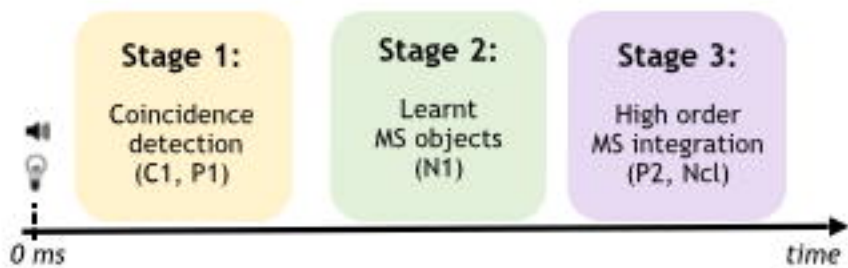 Stage 1:
Coincidence
detection
(C1, P1)
Stage 2:
Learnt
MS objects
(N1)
Stage 3:
High order
MS integration
(P2, Ncl)
0 ms
time